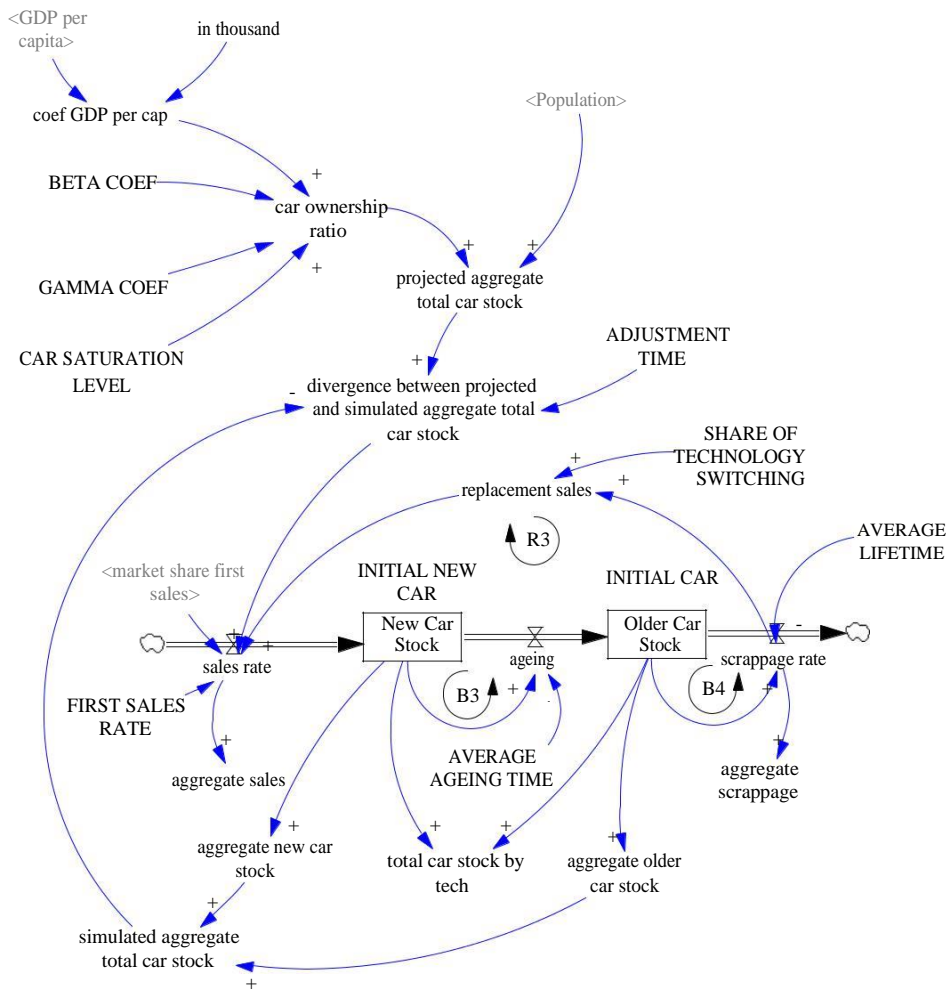 <GDP per
capita>
in thousand
coef GDP per cap
<Population>
+
BETA COEF
car ownership
ratio
+
+
+
GAMMA COEF
projected aggregate
total car stock
CAR SATURATION
LEVEL
ADJUSTMENT
TIME
+
-
divergence between projected
and simulated aggregate total
car stock
SHARE OF
TECHNOLOGY
SWITCHING
+
+
replacement sales
R3
AVERAGE
LIFETIME
<market share first
sales>
INITIAL NEW
CAR
INITIAL CAR
New Car
Stock
Older Car
Stock
+
+
-
sales rate
ageing
scrappage rate
B3
+
B4
+
FIRST SALES
RATE
+
aggregate sales
AVERAGE
AGEING TIME
+
aggregate
scrappage
+
aggregate new car
stock
+
+
total car stock by
tech
+
aggregate older
car stock
+
simulated aggregate
total car stock
+